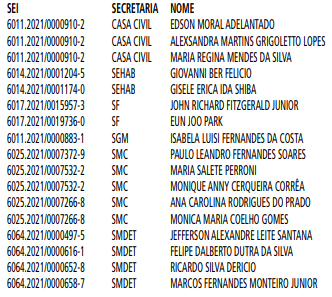 SEI SECRETARIA NOME
6011.2021/0000910-2 CASA CIVIL EDSON MORAL ADELANTADO
6011.2021/0000910-2 CASA CIVIL ALEXSANDRA MARTINS GRIGOLETTO LOPES
6011.2021/0000910-2 CASA CIVIL MARIA REGINA MENDES DA SILVA
6014.2021/0001204-5 SEHAB GIOVANNI BER FELICIO
6014.2021/0001174-0 SEHAB GISELE ERICA IDA SHIBA
6017.2021/0015957-3 SF JOHN RICHARD FITZGERALD JUNIOR
6017.2021/0019736-0 SF EUN JOO PARK
6011.2021/0000883-1 SGM ISABELA LUISI FERNANDES DA COSTA
6025.2021/0007372-9 SMC PAULO LEANDRO FERNANDES SOARES
6025.2021/0007532-2 SMC MARIA SALETE PERRONI
6025.2021/0007532-2 SMC MONIQUE ANNY CERQUEIRA CORRÊA
6025.2021/0007266-8 SMC ANA CAROLINA RODRIGUES DO PRADO
6025.2021/0007266-8 SMC MONICA MARIA COELHO GOMES
6064.2021/0000497-5 SMDET JEFFERSON ALEXANDRE LEITE SANTANA
6064.2021/0000616-1 SMDET FELIPE DALBERTO DUTRA DA SILVA
6064.2021/0000652-8 SMDET RICARDO SILVA DERICIO
6064.2021/0000658-7 SMDET MARCOS FERNANDES MONTEIRO JUNIOR